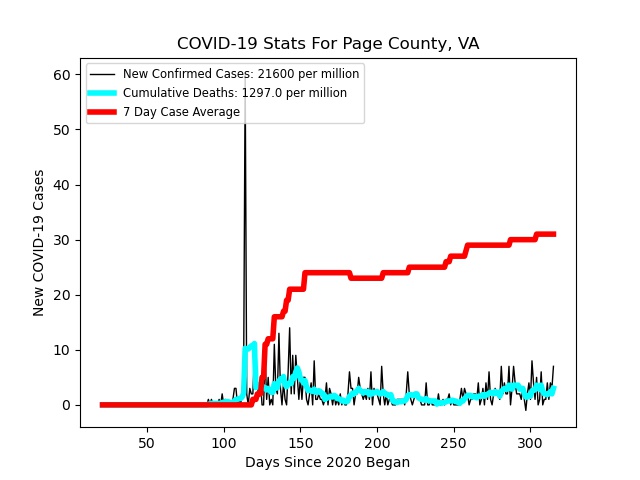 COVID-19 Stats For Page County, VA
New Confirmed Cases: 21600 per million
Cumulative Deaths: 1297.0 per million
7 Day Case Average
New COVID-19 Cases
60
50
40
30
20
10
0
50 100 150 200 250 300
Days Since 2020 Began